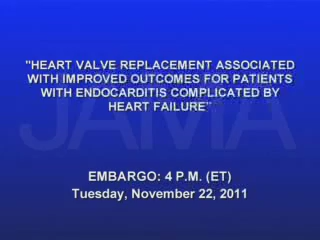 "HEART VALVE REPLACEMENT ASSOCIATED
WITH IMPROVED OUTCOMES FOR PATIENTS
WITH ENDOCARDITIS COMPLICATED BY
HEART FAILURE"
JAMA
EMBARGO: 4 P.M. (ET)
Tuesday, November 22, 2011